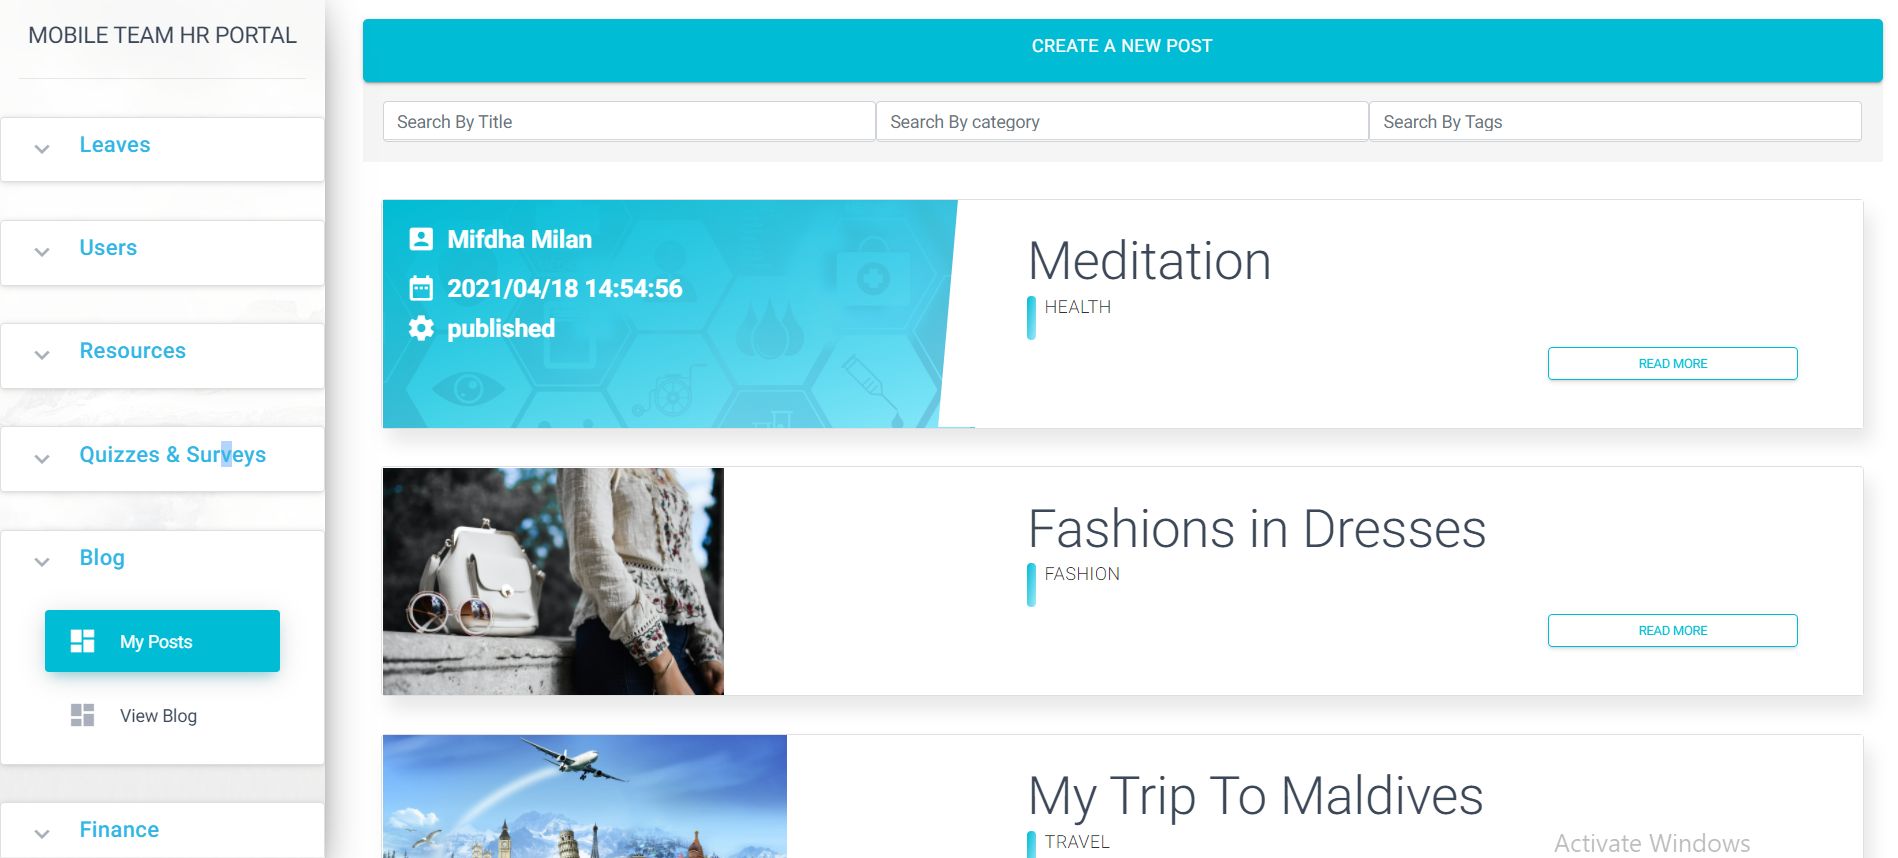 MOBILE TEAM HR PORTAL
Leaves
Users
Resources
Quizzes & Surveys
Blog
My Posts
View Blog
Finance
CREATE A NEW POST
Search By Title
Search By category
Search By Tags
Mifdha Milan
2021/04/18 14:54:56
published
Meditation
HEALTH
READ MORE
Fashions in Dresses
FASHION
READ MORE
My Trip To Maldives
TRAVEL
Activate Windows